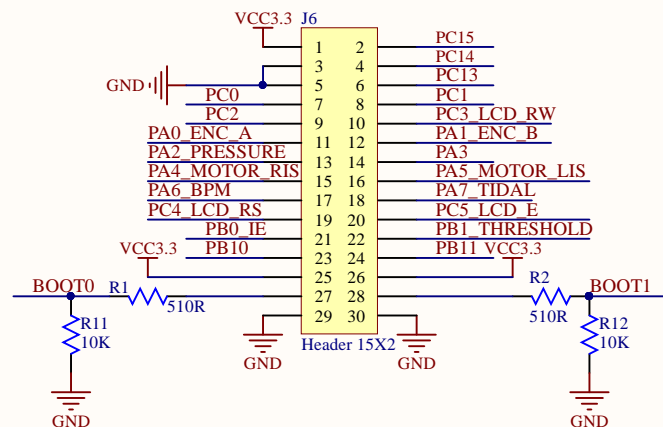 VCC3.3 J6
1 2 PC15
3 4 PC14
GND 5 6 PC13
PC0 7 8 PC1
PC2 9 10 PC3_LCD_RW
PA0_ENC_A 11 12 PA1_ENC_B
PA2_PRESSURE 13 14 PA3
PA4_MOTOR_RIS 15 16 PA5_MOTOR_LIS
PA6_BPM 17 18 PA7_TIDAL
PC4_LCD_RS 19 20 PC5_LCD_E
PB0_IE 21 22 PB1_THRESHOLD
PB10 23 24 PB11
VCC3.3 25 26 VCC3.3
BOOT0 R1 510R 27 28 R2 510R BOOT1
29 30
R11 10K R12 10K
GND GND
Header 15X2
GND GND